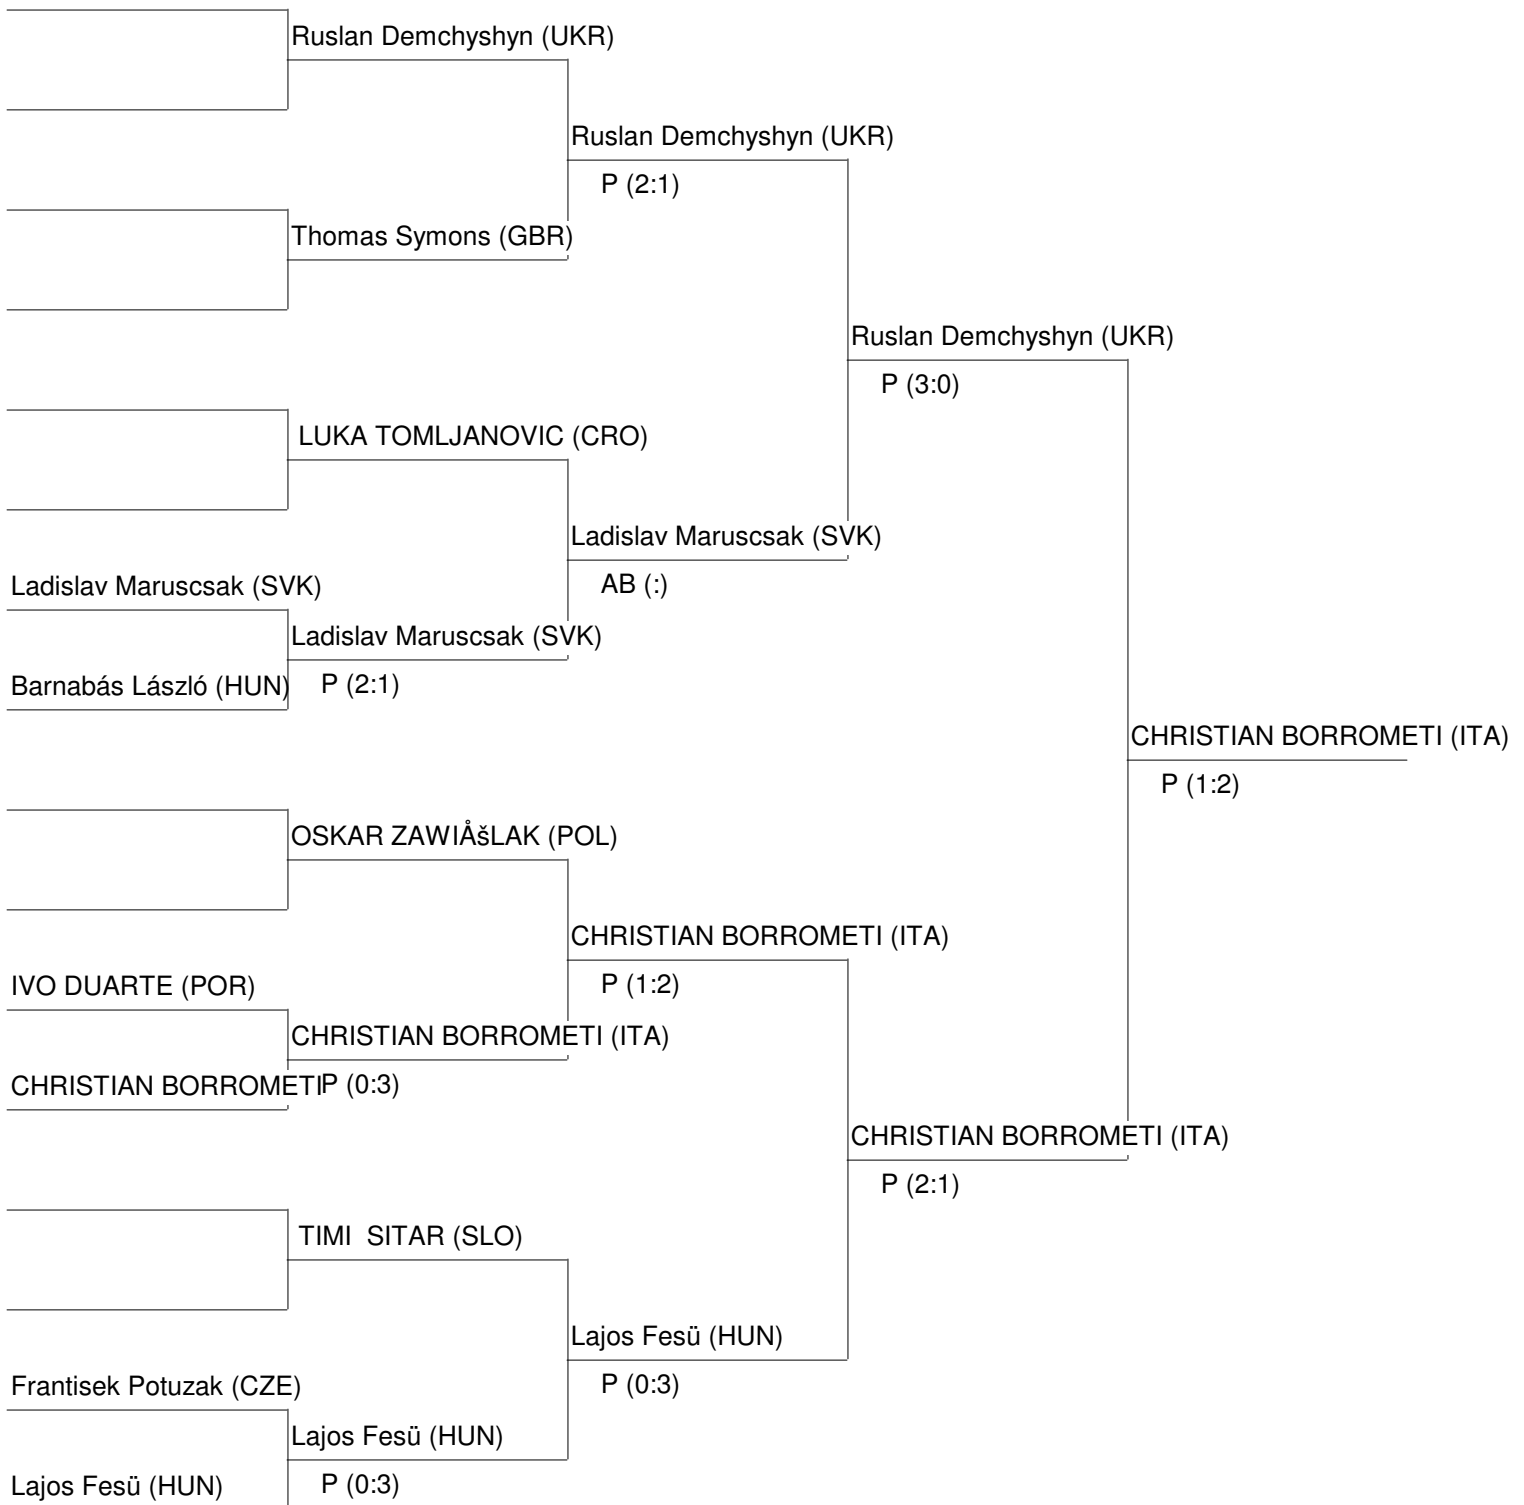 Ruslan Demchyshyn (UKR)
Ruslan Demchyshyn (UKR)
P (2:1)
Thomas Symons (GBR)
Ruslan Demchyshyn (UKR)
P (3:0)
LUKA TOMLJANOVIC (CRO)
Ladislav Maruscsak (SVK)
AB (:)
Ladislav Maruscsak (SVK)
Ladislav Maruscsak (SVK)
P (2:1)
Barnabás László (HUN)
CHRISTIAN BORROMETI (ITA)
P (1:2)
OSKAR ZAWIÅšLAK (POL)
CHRISTIAN BORROMETI (ITA)
P (1:2)
IVO DUARTE (POR)
CHRISTIAN BORROMETI (ITA)
CHRISTIAN BORROMETI
P (0:3)
CHRISTIAN BORROMETI (ITA)
P (2:1)
TIMI  SITAR (SLO)
Lajos Fesü (HUN)
P (0:3)
Frantisek Potuzak (CZE)
Lajos Fesü (HUN)
P (0:3)
Lajos Fesü (HUN)